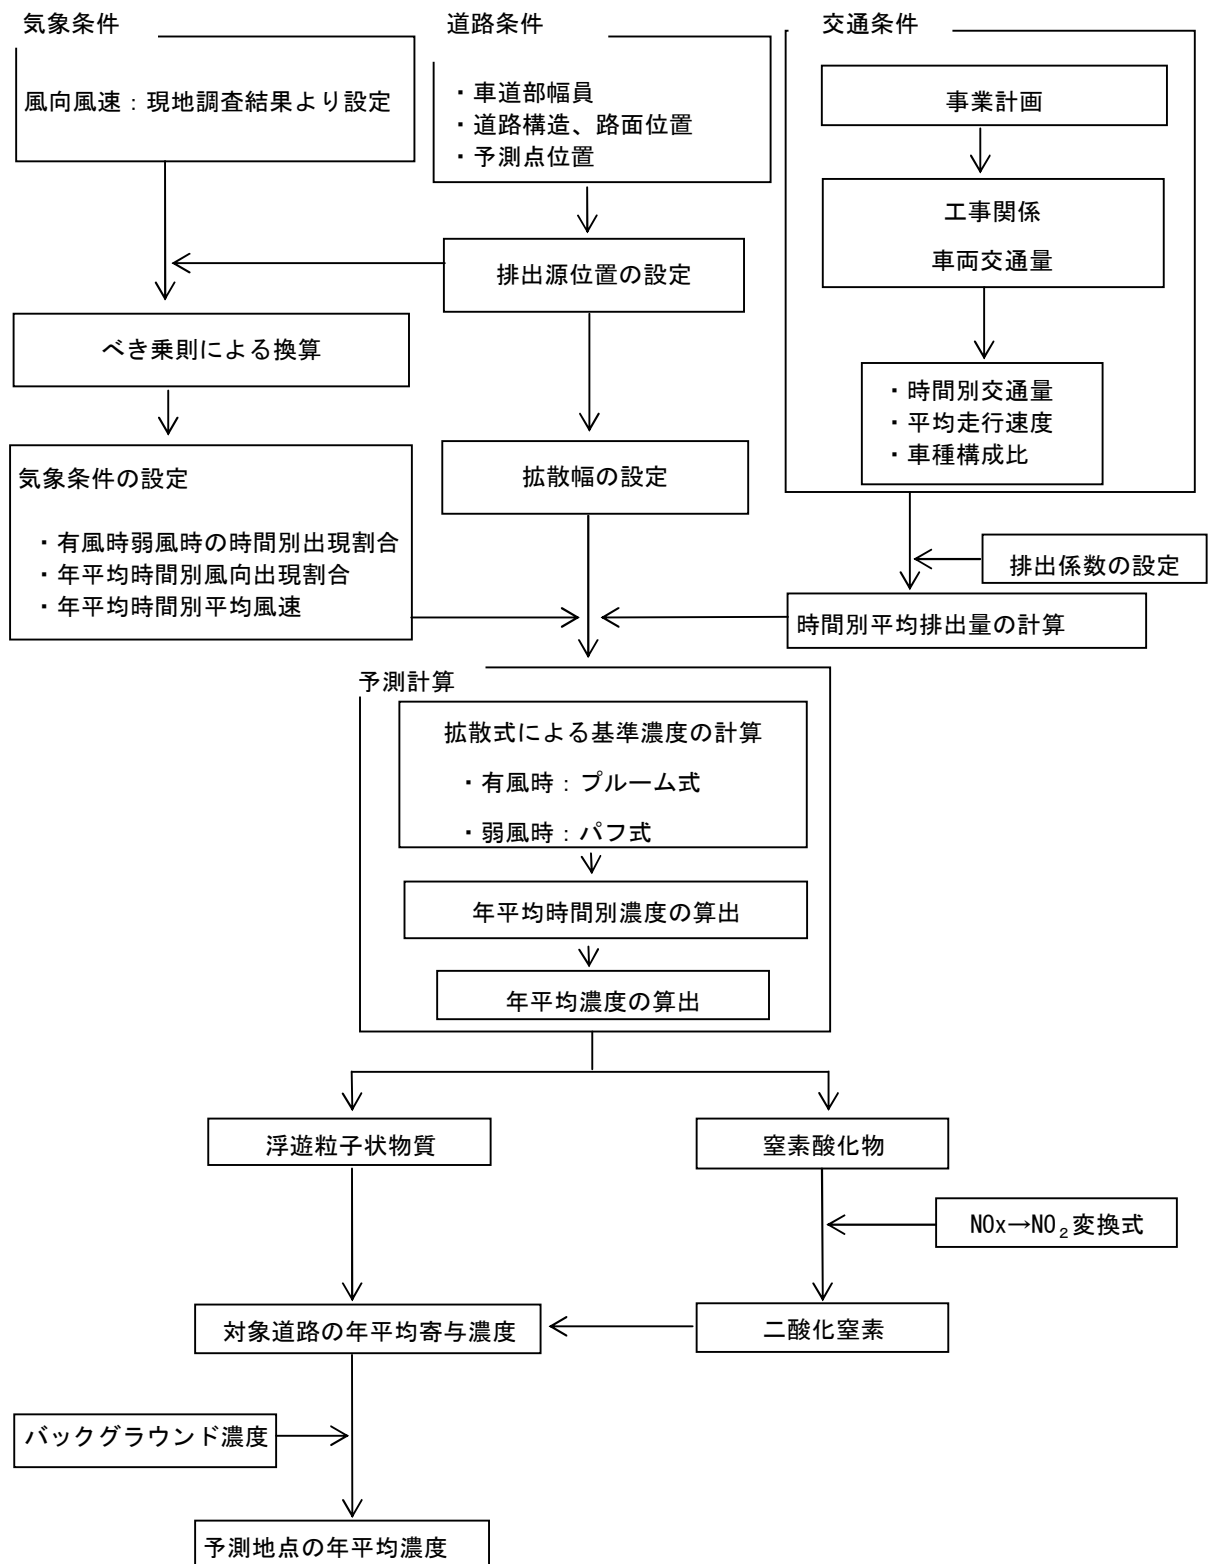 気象条件
風向風速：現地調査結果より設定
道路条件
・車道部幅員
・道路構造、路面位置
・予測点位置
交通条件
事業計画
工事関係
車両交通量
排出源位置の設定
べき乗則による換算
・時間別交通量
・平均走行速度
・車種構成比
気象条件の設定
・有風時弱風時の時間別出現割合
・年平均時間別風向出現割合
・年平均時間別平均風速
拡散幅の設定
排出係数の設定
時間別平均排出量の計算
予測計算
拡散式による基準濃度の計算
・有風時：プルーム式
・弱風時：パフ式
年平均時間別濃度の算出
年平均濃度の算出
浮遊粒子状物質
窒素酸化物
NOx→NO₂変換式
対象道路の年平均寄与濃度
二酸化窒素
バックグラウンド濃度
予測地点の年平均濃度